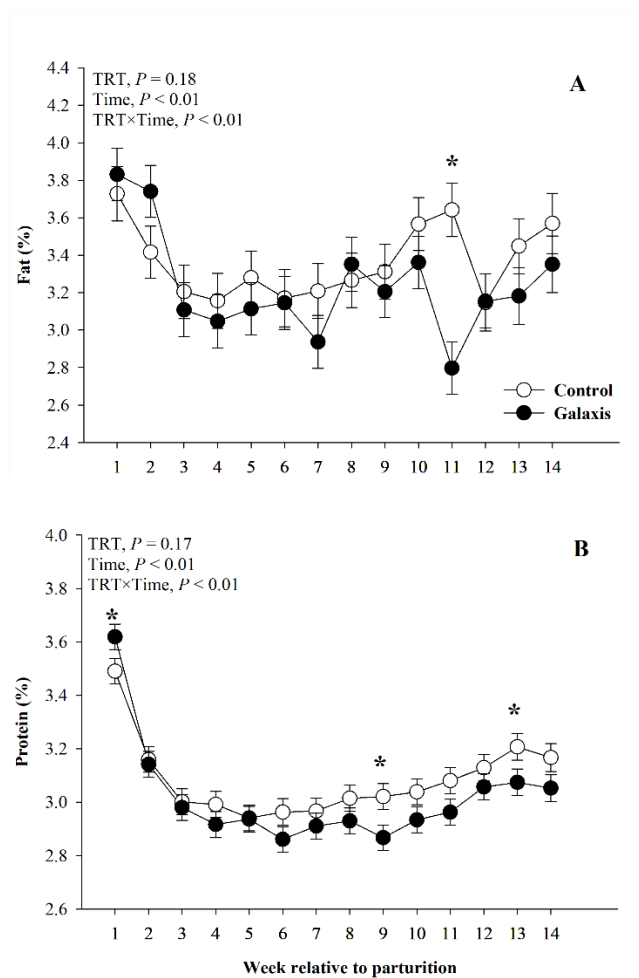 TRT, P = 0.18
Time, P < 0.01
TRT×Time, P < 0.01
A
*
4.4
4.2
4.0
3.8
3.6
3.4
3.2
3.0
2.8
2.6
2.4
Fat (%)
Control
Galaxis
1 2 3 4 5 6 7 8 9 10 11 12 13 14
TRT, P = 0.17
Time, P < 0.01
TRT×Time, P < 0.01
B
*
*
*
4.0
3.8
3.6
3.4
3.2
3.0
2.8
2.6
Protein (%)
1 2 3 4 5 6 7 8 9 10 11 12 13 14
Week relative to parturition